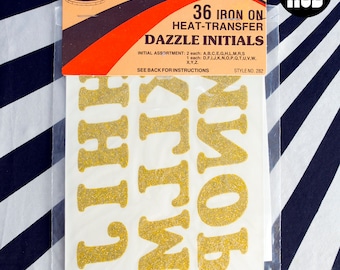 36 IRON ON
HEAT-TRANSFER
DAZZLE INITIALS
INITIAL ASSORTMENT: 2 each: A,D,C,E,G,H,L,M,R,S
1 each: D,F,I,J,K,N,O,P,Q,T,U,V,W,
X,Y,Z.
SEE BACK FOR INSTRUCTIONS
STYLE NO. 262